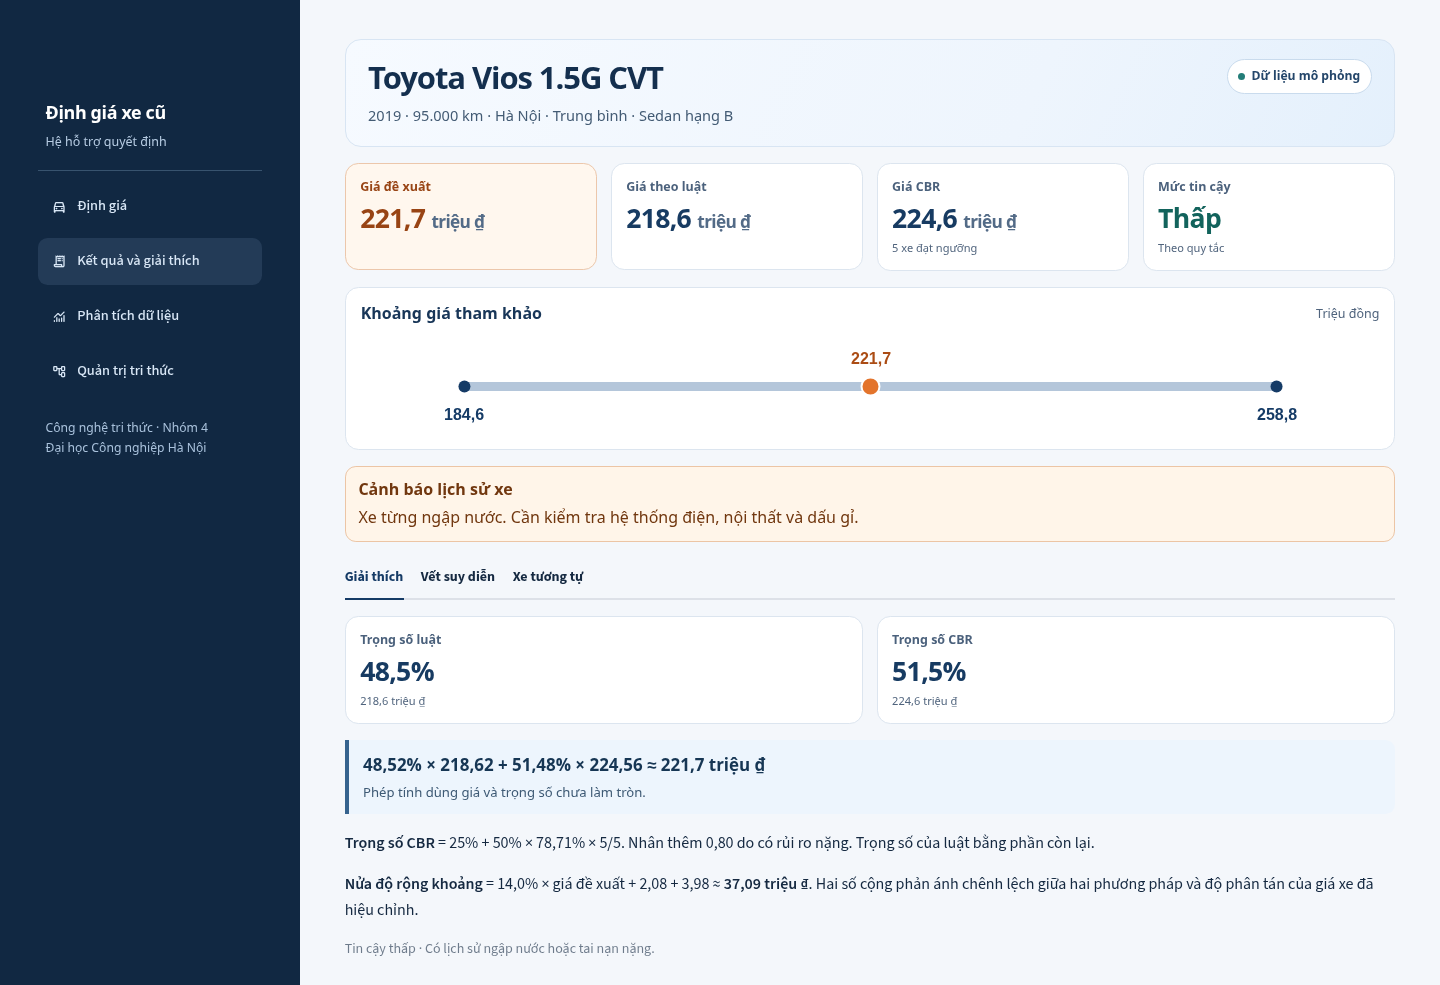 Định giá xe cũ
Hệ hỗ trợ quyết định
Định giá
Kết quả và giải thích
Phân tích dữ liệu
Quản trị tri thức
Công nghệ tri thức · Nhóm 4
Đại học Công nghiệp Hà Nội
Toyota Vios 1.5G CVT
Dữ liệu mô phỏng
2019 · 95.000 km · Hà Nội · Trung bình · Sedan hạng B
Giá đề xuất
221,7 triệu ₫
Giá theo luật
218,6 triệu ₫
Giá CBR
224,6 triệu ₫
5 xe đạt ngưỡng
Mức tin cậy
Thấp
Theo quy tắc
Khoảng giá tham khảo
Triệu đồng
221,7
184,6
258,8
Cảnh báo lịch sử xe
Xe từng ngập nước. Cần kiểm tra hệ thống điện, nội thất và dấu gỉ.
Giải thích
Vết suy diễn
Xe tương tự
Trọng số luật
48,5%
218,6 triệu ₫
Trọng số CBR
51,5%
224,6 triệu ₫
48,52% × 218,62 + 51,48% × 224,56 ≈ 221,7 triệu ₫
Phép tính dùng giá và trọng số chưa làm tròn.
Trọng số CBR = 25% + 50% × 78,71% × 5/5. Nhân thêm 0,80 do có rủi ro nặng. Trọng số của luật bằng phần còn lại.
Nửa độ rộng khoảng = 14,0% × giá đề xuất + 2,08 + 3,98 ≈ 37,09 triệu ₫. Hai số cộng phản ánh chênh lệch giữa hai phương pháp và độ phân tán của giá xe đã
hiệu chỉnh.
Tin cậy thấp · Có lịch sử ngập nước hoặc tai nạn nặng.